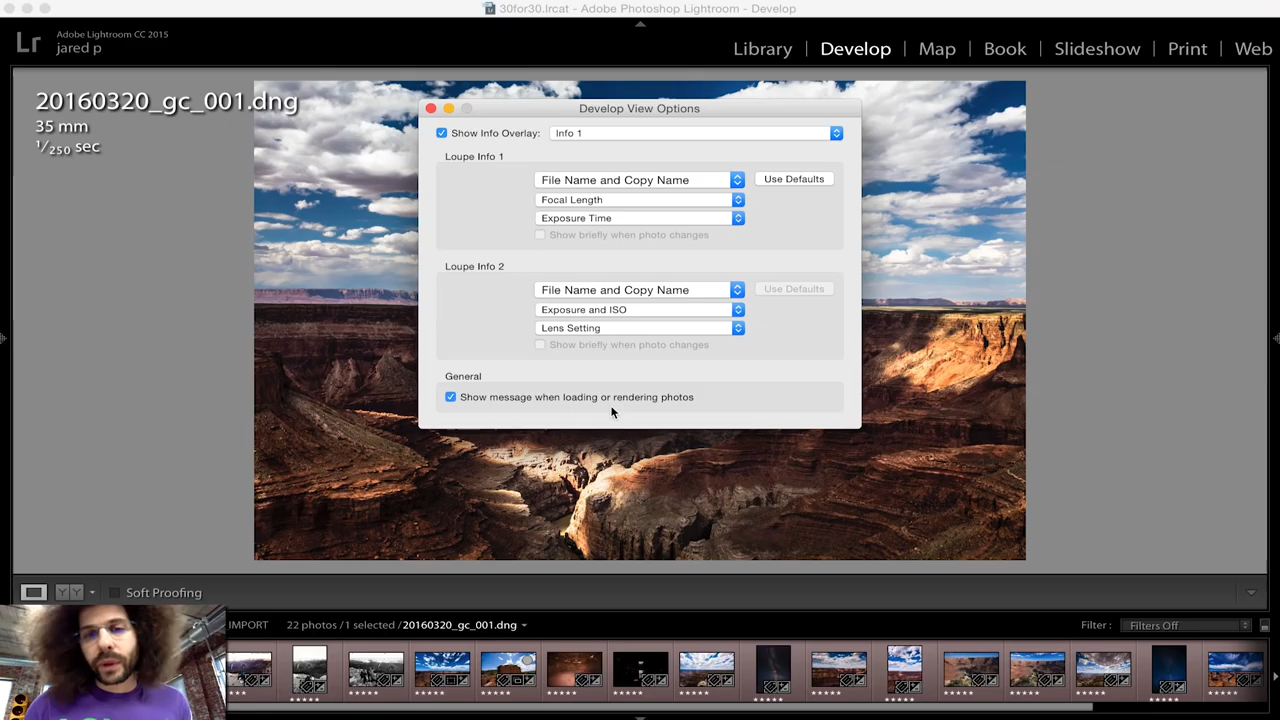 30for30.lrcat - Adobe Photoshop Lightroom - Develop
Lr
Adobe Lightroom CC 2015
jared p
Library | Develop | Map | Book | Slideshow | Print | Web
20160320_gc_001.dng
35 mm
1/250 sec
Develop View Options
Show Info Overlay: Info 1
Loupe Info 1
File Name and Copy Name
Use Defaults
Focal Length
Exposure Time
Show briefly when photo changes
Loupe Info 2
File Name and Copy Name
Use Defaults
Exposure and ISO
Lens Setting
Show briefly when photo changes
General
Show message when loading or rendering photos
YY
Soft Proofing
IMPORT 22 photos / 1 selected / 20160320_gc_001.dng Filter : Filters Off